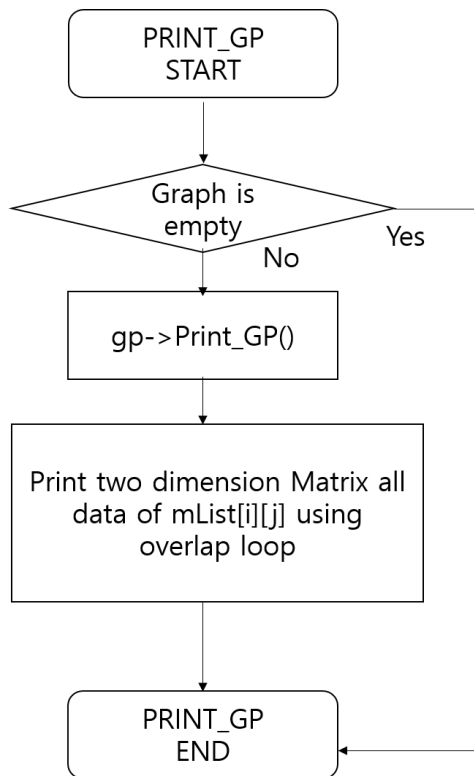 PRINT_GP
START
Graph is
empty
Yes
No
gp->Print_GP()
Print two dimension Matrix all
data of mList[i][j] using
overlap loop
PRINT_GP
END